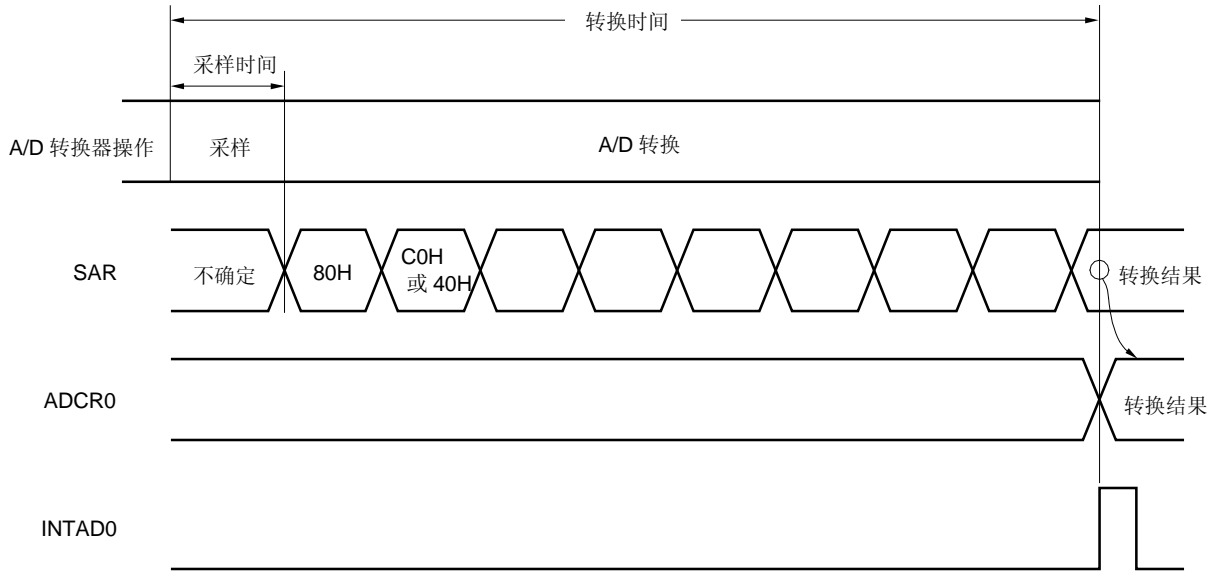 转换时间
采样时间
A/D 转换器操作
采样
A/D 转换
SAR
不确定
80H
C0H
或 40H
转换结果
ADCR0
转换结果
INTAD0